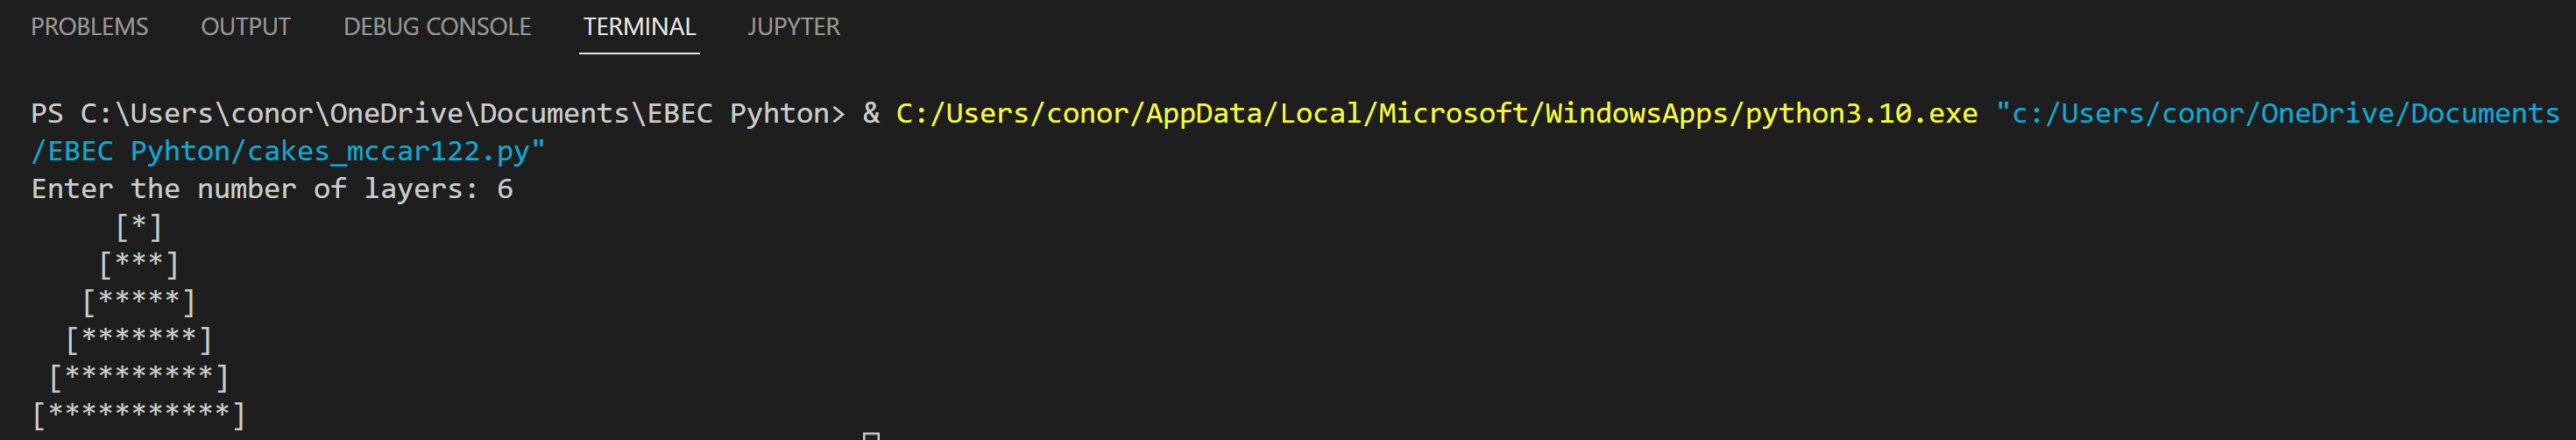 PROBLEMS OUTPUT DEBUG CONSOLE TERMINAL JUPYTER
PS C:\Users\conor\OneDrive\Documents\EBEC Pyhton> & C:/Users/conor/AppData/Local/Microsoft/WindowsApps/python3.10.exe "c:/Users/conor/OneDrive/Documents
/EBEC Pyhton/cakes_mccar122.py"
Enter the number of layers: 6
     [*]
    [***]
   [*****]
  [*******]
 [*********]
[***********]